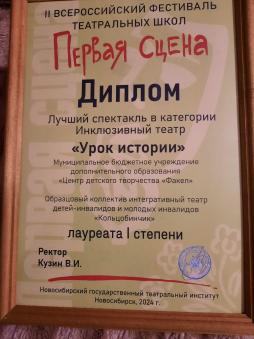 II ВСЕРОССИЙСКИЙ ФЕСТИВАЛЬ
ТЕАТРАЛЬНЫХ ШКОЛ
ПЕРВАЯ СЦЕНА
Диплом
Лучший спектакль в категории
Инклюзивный театр
«Урок истории»
Муниципальное бюджетное учреждение
дополнительного образования
«Центр детского творчества «Факел»
Образцовый коллектив интегративный театр
детей-инвалидов и молодых инвалидов
«Кольцобинчик»
лауреата I степени
Ректор
Кузин В.И.
Новосибирский государственный театральный институт
Новосибирск, 2024 г.